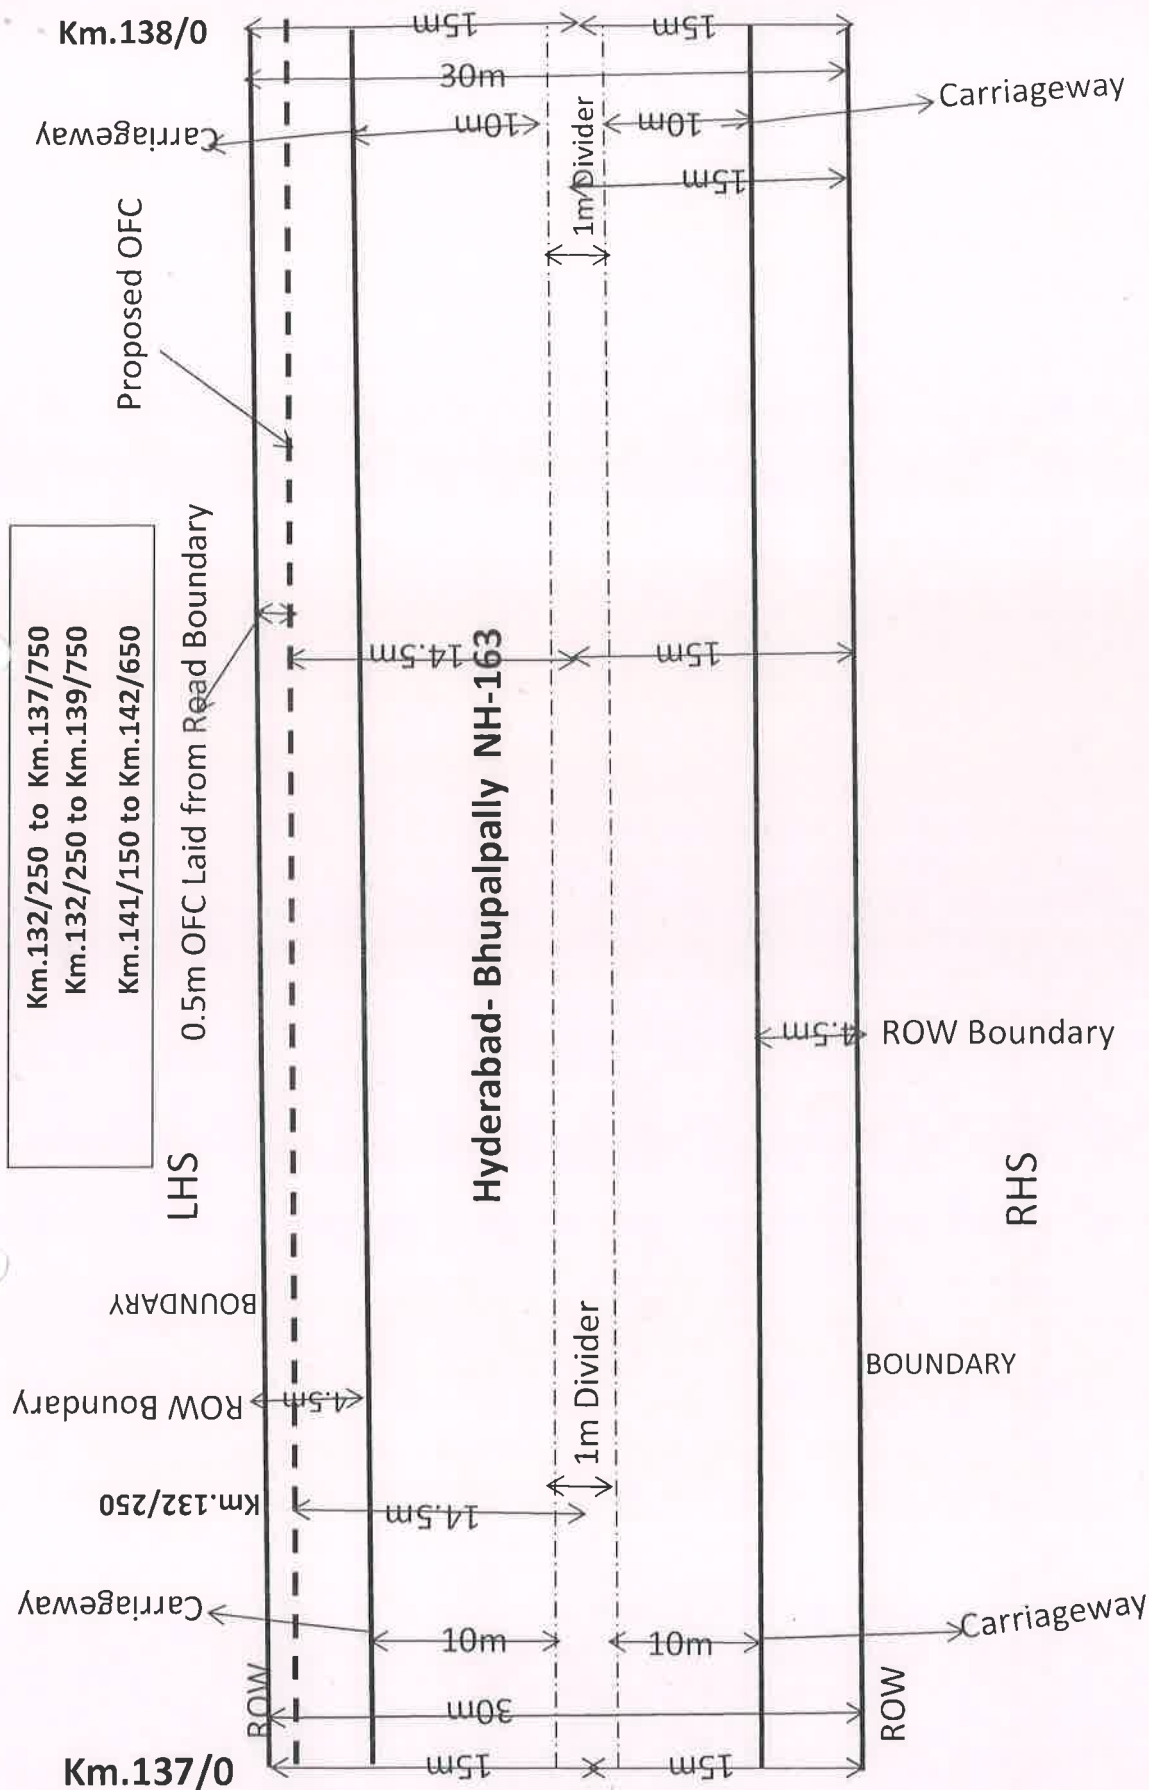 Km.138/0
15m
15m
30m
Carriageway
10m
10m
Carriageway
1m Divider
15m
Proposed OFC
Km.132/250 to Km.137/750
Km.132/250 to Km.139/750
Km.141/150 to Km.142/650
0.5m OFC Laid from Road Boundary
14.5m
15m
Hyderabad- Bhupalpally NH-163
4.5m
ROW Boundary
LHS
RHS
BOUNDARY
BOUNDARY
ROW Boundary
4.5m
1m Divider
Km.132/250
14.5m
Carriageway
10m
10m
Carriageway
ROW
30m
ROW
Km.137/0
15m
15m